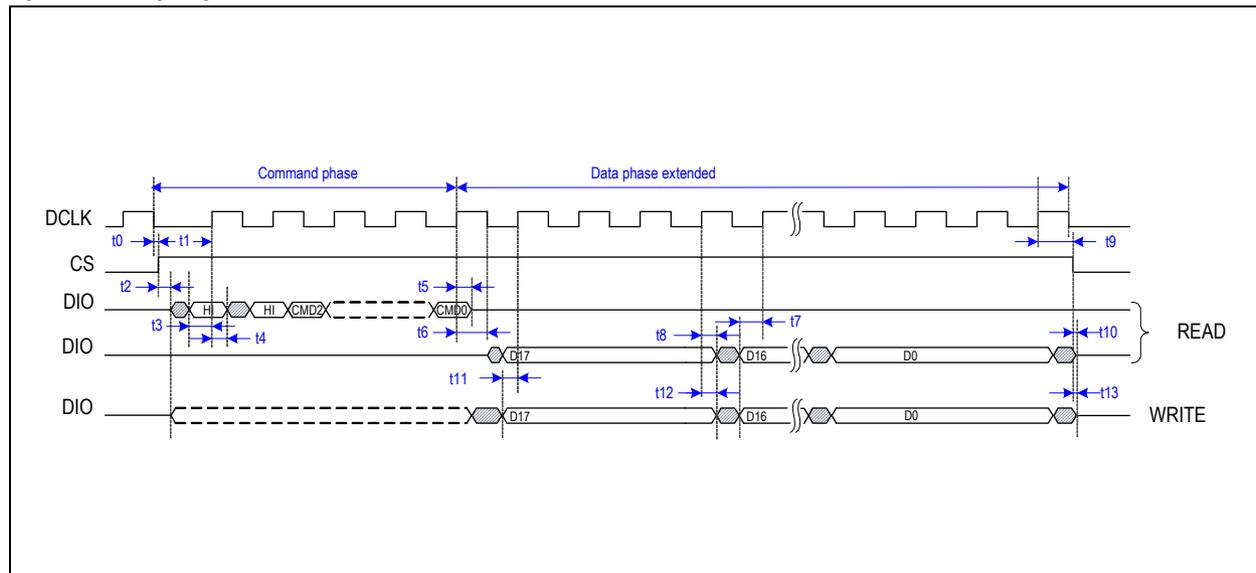 Command phase Data phase extended
DCLK
t0 t1 t9
CS
t2 t5
DIO HI HI CMD2 CMD0
t3 t4 t6 t8 t7 t10 READ
DIO D17 D16 D0
t11 t12 t13
DIO D17 D16 D0 WRITE